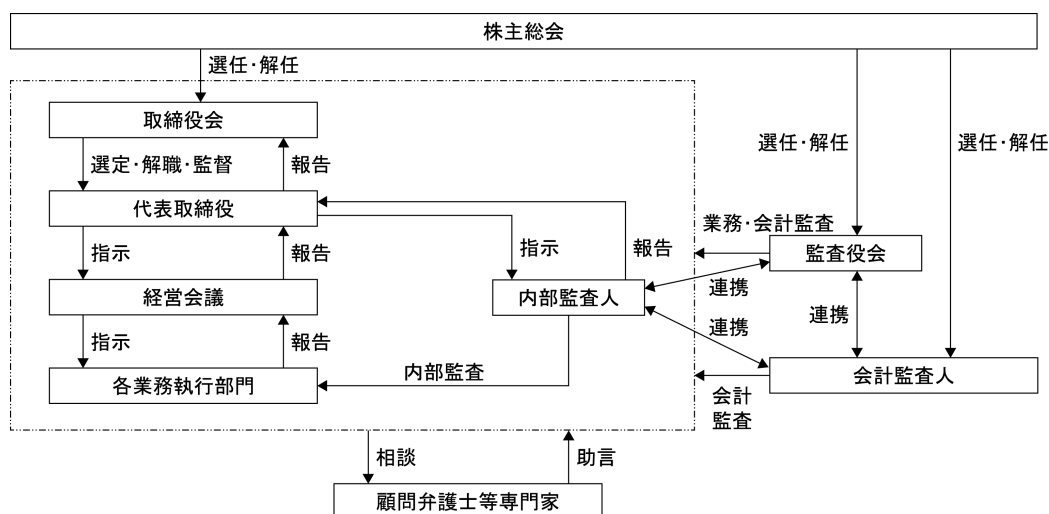 株主総会
選任・解任
取締役会
選任・解任
選任・解任
選定・解職・監督
報告
代表取締役
業務・会計監査
指示
報告
指示
報告
監査役会
連携
経営会議
内部監査人
連携
連携
指示
報告
内部監査
各業務執行部門
会計監査人
会計
監査
相談
助言
顧問弁護士等専門家